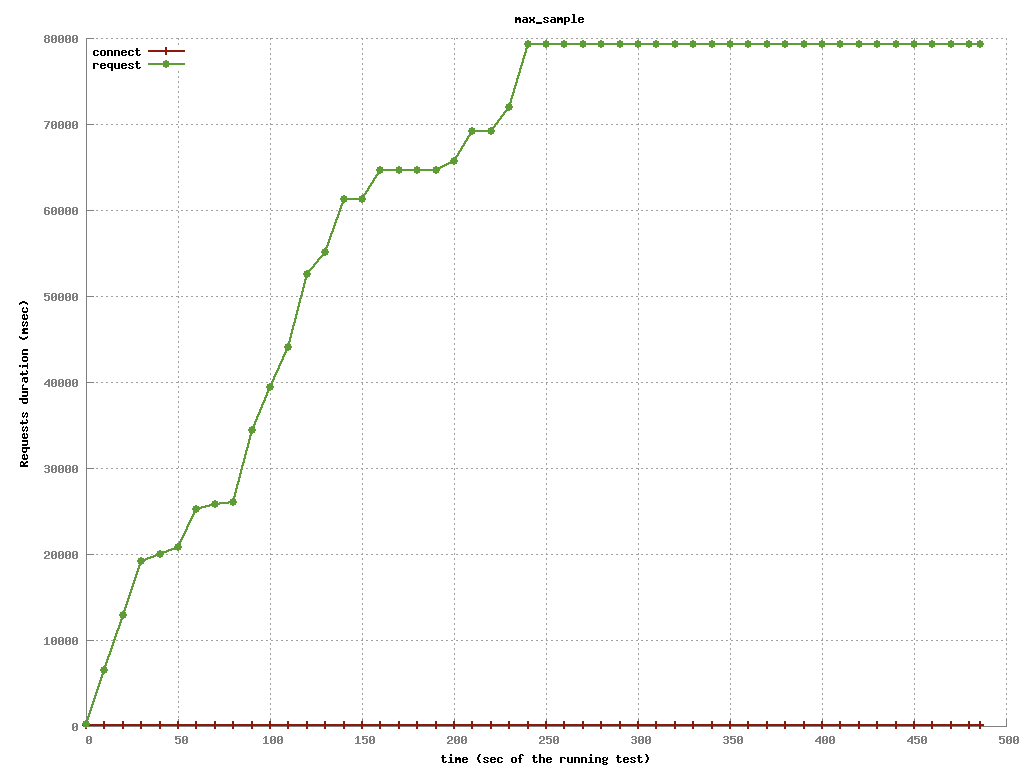 max_sample
80000
connect
request
70000
60000
50000
40000
30000
20000
10000
0
Requests duration (msec)
0 50 100 150 200 250 300 350 400 450 500
time (sec of the running test)